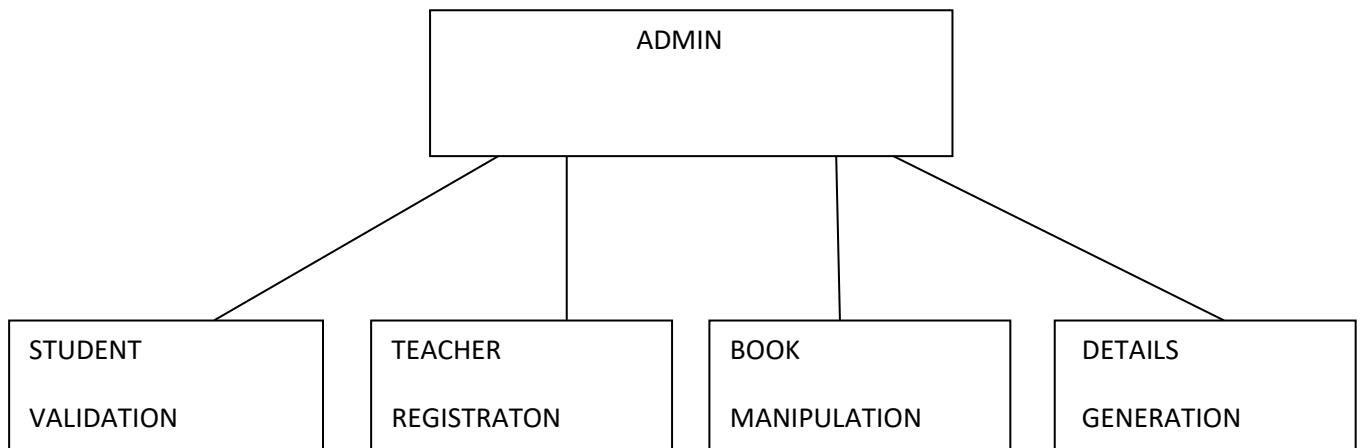 ADMIN
STUDENT
VALIDATION
TEACHER
REGISTRATON
BOOK
MANIPULATION
DETAILS
GENERATION